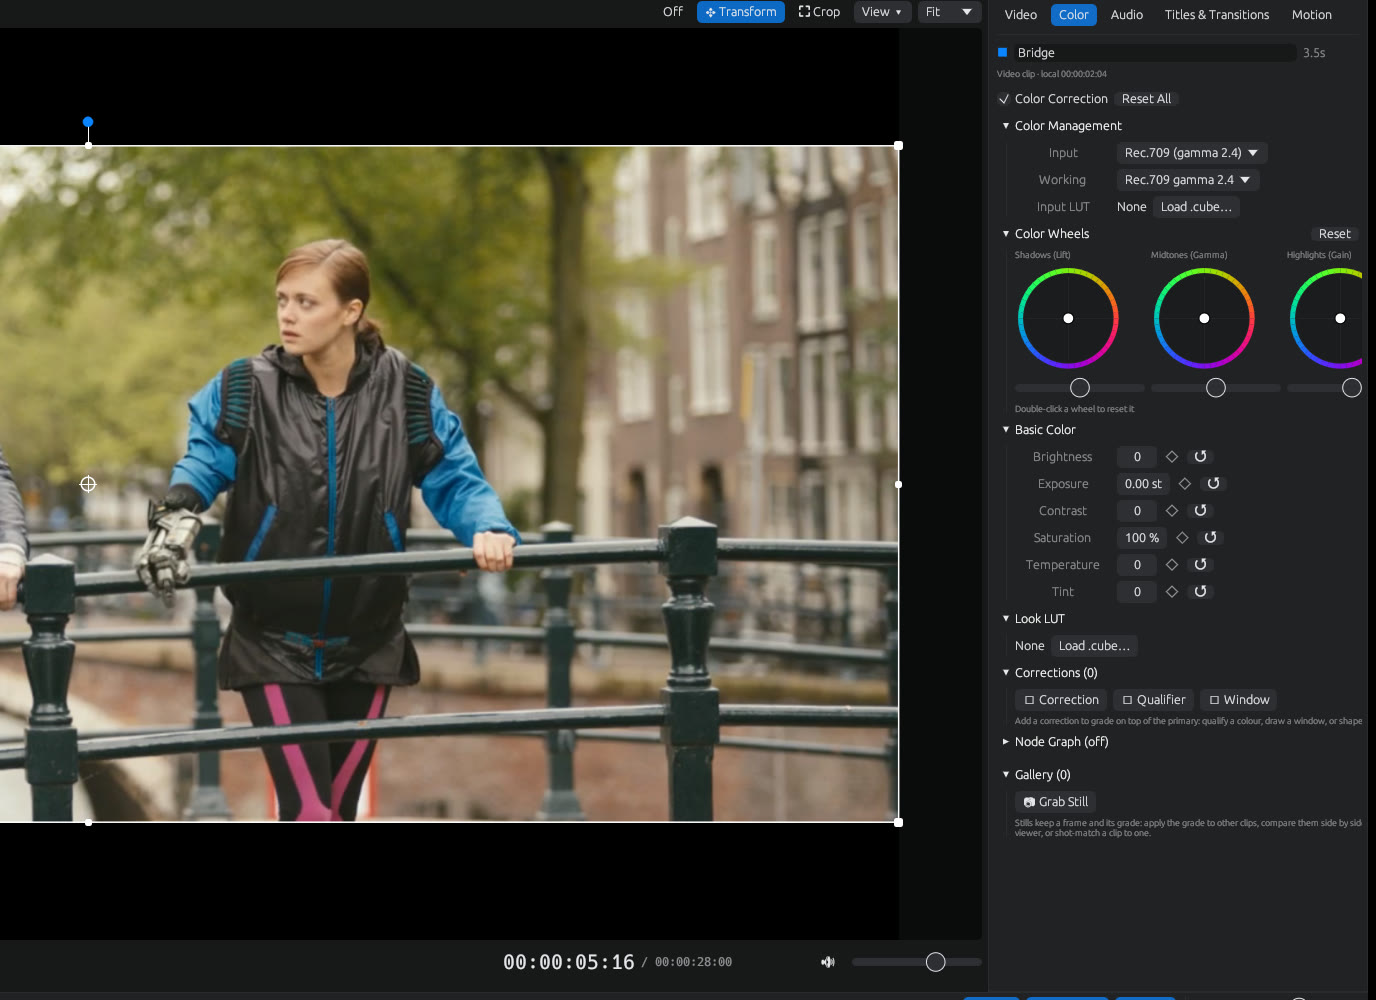 Off Transform Crop View Fit
Video Color Audio Titles & Transitions Motion
Bridge 3.5s
Video clip · local 00:00:02:04
Color Correction Reset All
Color Management
Input Rec.709 (gamma 2.4)
Working Rec.709 gamma 2.4
Input LUT None Load .cube...
Color Wheels Reset
Shadows (Lift) Midtones (Gamma) Highlights (Gain)
Double-click a wheel to reset it
Basic Color
Brightness 0
Exposure 0.00 st
Contrast 0
Saturation 100 %
Temperature 0
Tint 0
Look LUT
None Load .cube...
Corrections (0)
Correction Qualifier Window
Add a correction to grade on top of the primary: qualify a colour, draw a window, or shape
Node Graph (off)
Gallery (0)
Grab Still
Stills keep a frame and its grade: apply the grade to other clips, compare them side by sid
viewer, or shot-match a clip to one.
00:00:05:16 / 00:00:28:00